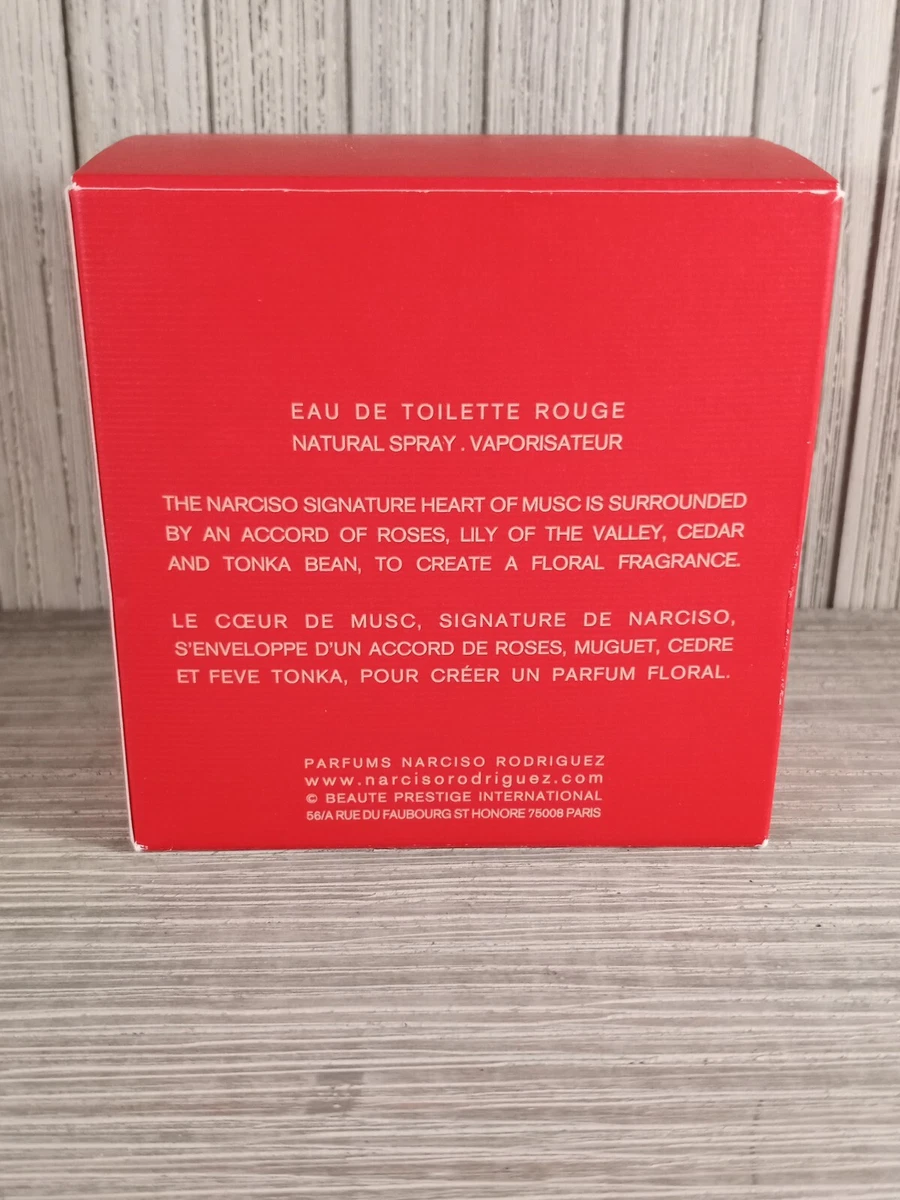 EAU DE TOILETTE ROUGE
NATURAL SPRAY . VAPORISATEUR
THE NARCISO SIGNATURE HEART OF MUSC IS SURROUNDED
BY AN ACCORD OF ROSES, LILY OF THE VALLEY, CEDAR
AND TONKA BEAN, TO CREATE A FLORAL FRAGRANCE.
LE CŒUR DE MUSC, SIGNATURE DE NARCISO,
S'ENVELOPPE D'UN ACCORD DE ROSES, MUGUET, CEDRE
ET FEVE TONKA, POUR CRÉER UN PARFUM FLORAL.
PARFUMS NARCISO RODRIGUEZ
www.narcisorodriguez.com
© BEAUTE PRESTIGE INTERNATIONAL
56/A RUE DU FAUBOURG ST HONORE 75008 PARIS